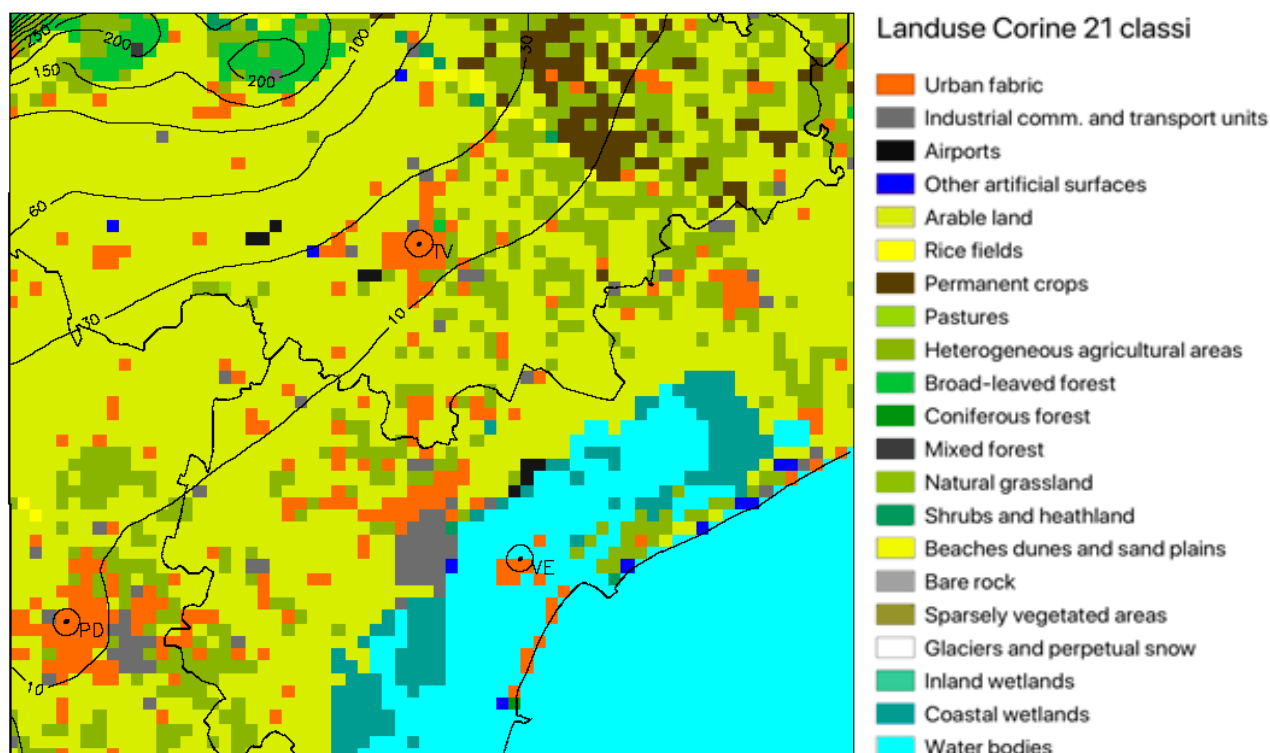 Landuse Corine 21 classi
Urban fabric
Industrial comm. and transport units
Airports
Other artificial surfaces
Arable land
Rice fields
Permanent crops
Pastures
Heterogeneous agricultural areas
Broad-leaved forest
Coniferous forest
Mixed forest
Natural grassland
Shrubs and heathland
Beaches dunes and sand plains
Bare rock
Sparsely vegetated areas
Glaciers and perpetual snow
Inland wetlands
Coastal wetlands
Water bodies
200
100
30
150
200
60
TV
30
10
VE
PD
10